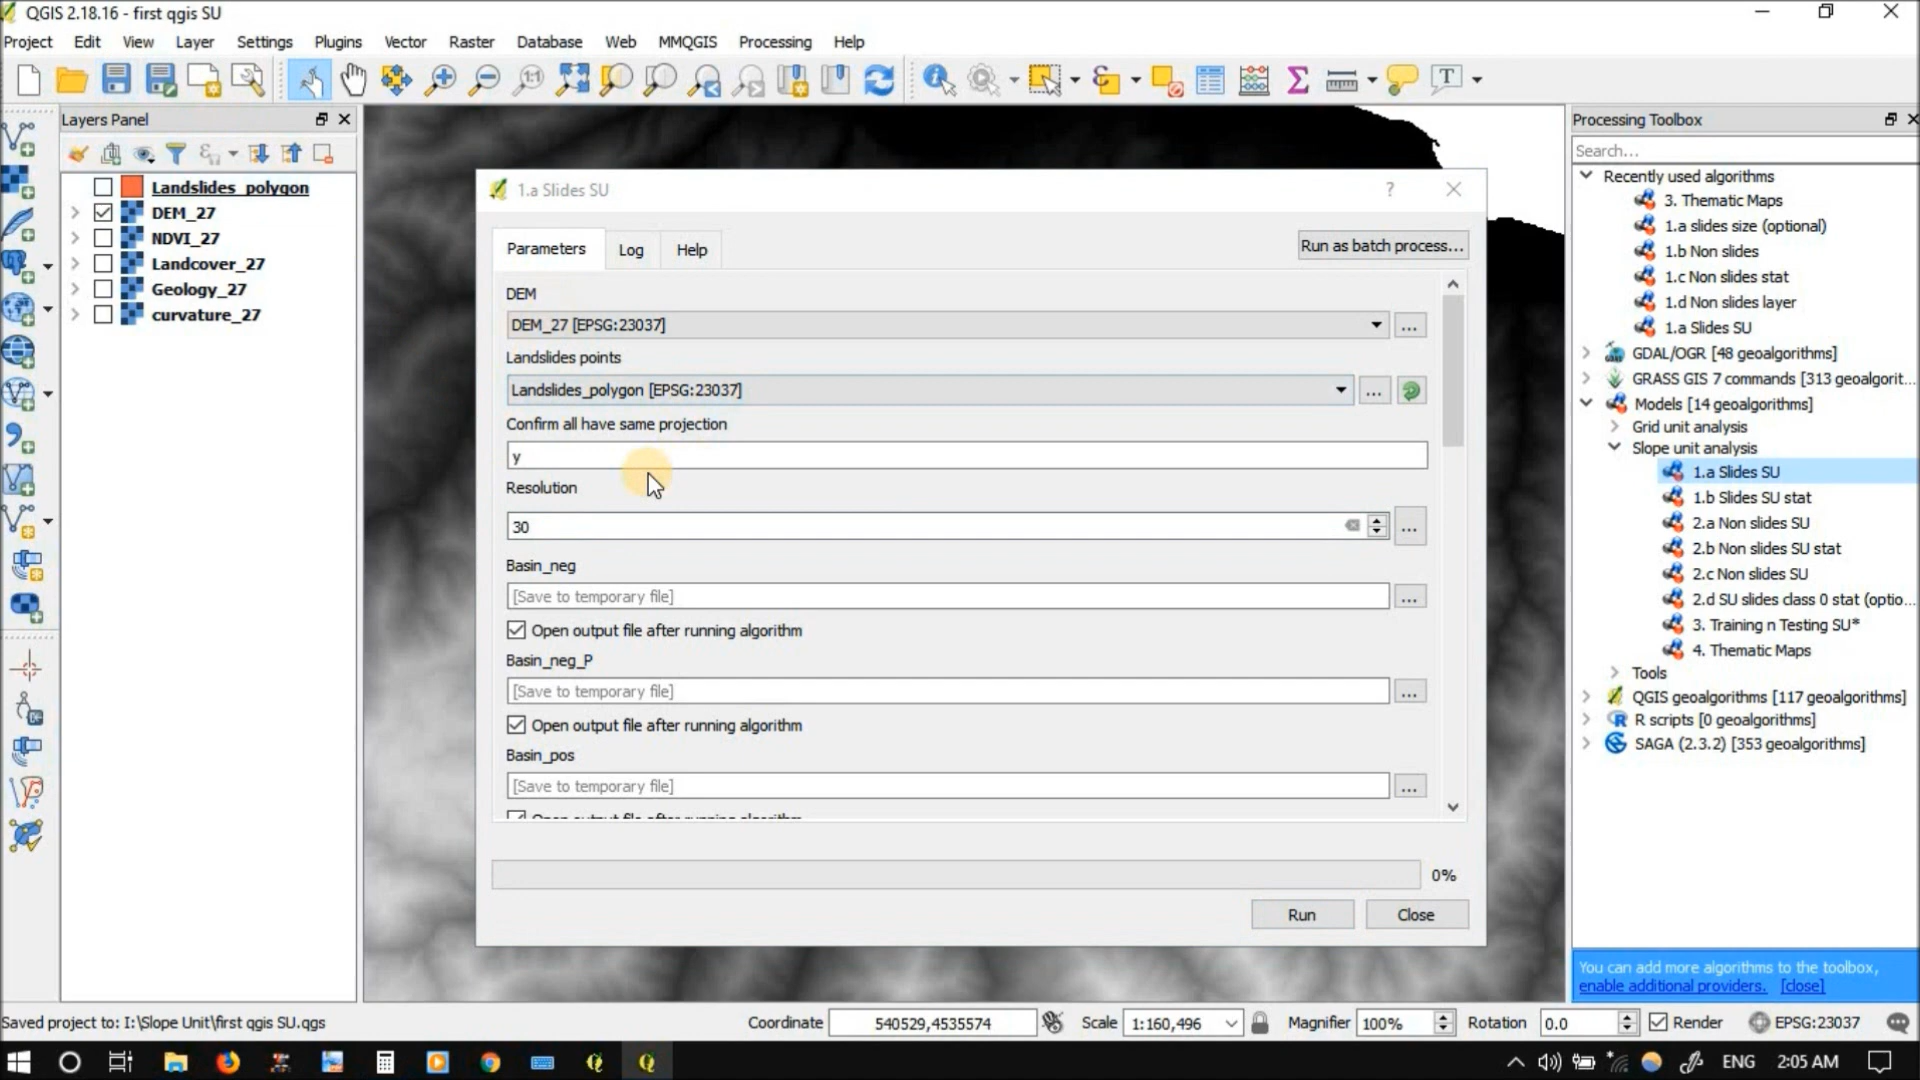 QGIS 2.18.16 - first qgis SU
Project Edit View Layer Settings Plugins Vector Raster Database Web MMQGIS Processing Help
Layers Panel
Landslides_polygon
DEM_27
NDVI_27
Landcover_27
Geology_27
curvature_27
1.a Slides SU
?
Parameters Log Help
Run as batch process...
DEM
DEM_27 [EPSG:23037]
...
Landslides points
Landslides_polygon [EPSG:23037]
...
Confirm all have same projection
y
Resolution
30
...
Basin_neg
[Save to temporary file]
...
Open output file after running algorithm
Basin_neg_P
[Save to temporary file]
...
Open output file after running algorithm
Basin_pos
[Save to temporary file]
...
Open output file after running algorithm
0%
Run Close
Processing Toolbox
Search...
Recently used algorithms
3. Thematic Maps
1.a slides size (optional)
1.b Non slides
1.c Non slides stat
1.d Non slides layer
1.a Slides SU
GDAL/OGR [48 geoalgorithms]
GRASS GIS 7 commands [313 geoalgorit...
Models [14 geoalgorithms]
Grid unit analysis
Slope unit analysis
1.a Slides SU
1.b Slides SU stat
2.a Non slides SU
2.b Non slides SU stat
2.c Non slides SU
2.d SU slides class 0 stat (optio...
3. Training n Testing SU*
4. Thematic Maps
Tools
QGIS geoalgorithms [117 geoalgorithms]
R scripts [0 geoalgorithms]
SAGA (2.3.2) [353 geoalgorithms]
You can add more algorithms to the toolbox,
enable additional providers. [close]
Saved project to: I:\Slope Unit\first qgis SU.qgs
Coordinate 540529,4535574 Scale 1:160,496 Magnifier 100% Rotation 0.0 Render EPSG:23037
ENG 2:05 AM